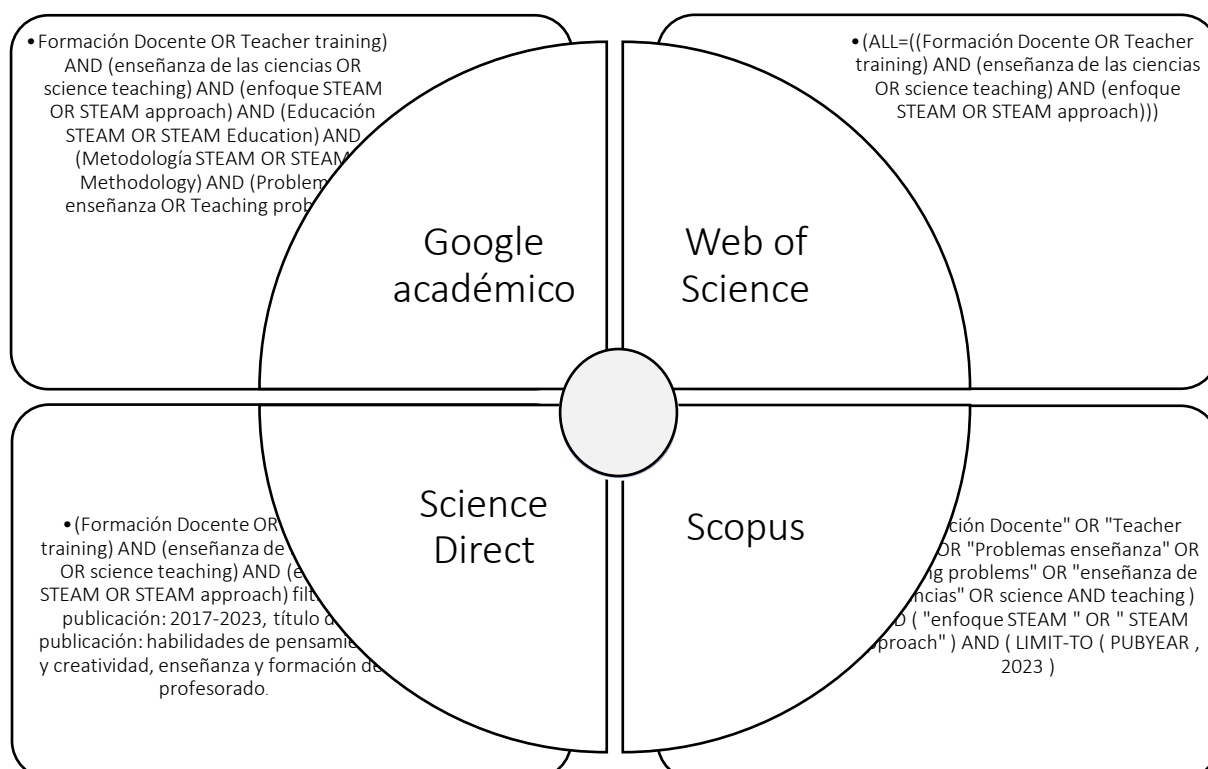 •Formación Docente OR Teacher training)
AND (enseñanza de las ciencias OR
science teaching) AND (enfoque STEAM
OR STEAM approach) AND (Educación
STEAM OR STEAM Education) AND
(Metodología STEAM OR STEAM
Methodology) AND (Problem
enseñanza OR Teaching
Google
académico
•(ALL=((Formación Docente OR Teacher
training) AND (enseñanza de las ciencias
OR science teaching) AND (enfoque
STEAM OR STEAM approach)))
Web of
Science
•(Formación Docente OR
training) AND (enseñanza de
OR science teaching) AND
STEAM OR STEAM approach)
publicación: 2017-2023, título
publicación: habilidades de
y creatividad, enseñanza y formación de
profesorado.
Science
Direct
Docente" OR "Teacher
OR "Problemas enseñanza" OR
problems" OR "enseñanza de
OR science AND teaching )
( "enfoque STEAM " OR " STEAM
) AND ( LIMIT-TO ( PUBYEAR ,
2023 )
Scopus